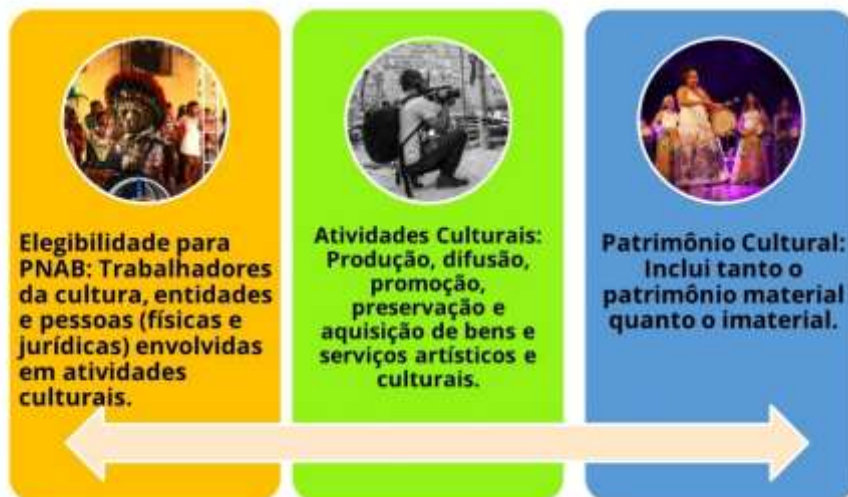 Elegibilidade para
PNAB: Trabalhadores
da cultura, entidades
e pessoas (físicas e
jurídicas) envolvidas
em atividades
culturais.
Atividades Culturais:
Produção, difusão,
promoção,
preservação e
aquisição de bens e
serviços artísticos e
culturais.
Patrimônio Cultural:
Inclui tanto o
patrimônio material
quanto o imaterial.